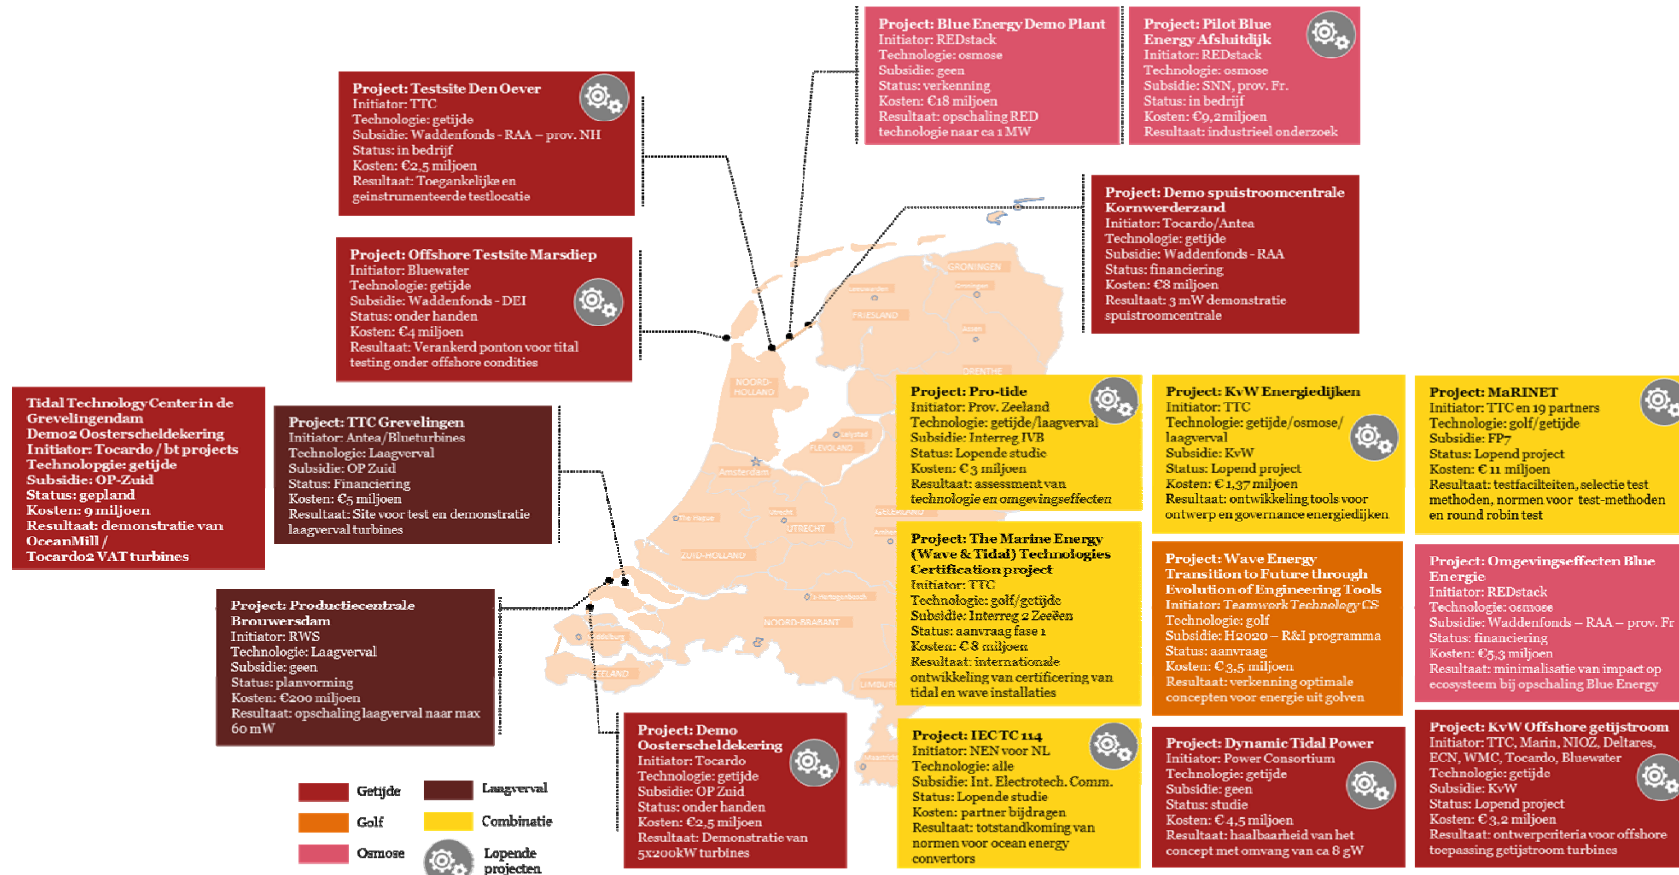 Project: Blue Energy Demo Plant
Initiator: REDstack
Technologie: osmose
Subsidie: geen
Status: verkenning
Kosten: €18 miljoen
Resultaat: opschaling RED
technologie naar ca 1 MW
Project: Pilot Blue
Energy Afsluitdijk
Initiator: REDstack
Technologie: osmose
Subsidie: SNN, prov. Fr.
Status: in bedrijf
Kosten: €9,2miljoen
Resultaat: industrieel onderzoek
Project: Testsite Den Oever
Initiator: TTC
Technologie: getijde
Subsidie: Waddenfonds - RAA – prov. NH
Status: in bedrijf
Kosten: €2,5 miljoen
Resultaat: Toegankelijke en
geinstrumenteerde testlocatie
Project: Demo spuistroomcentrale
Kornwerderzand
Initiator: Tocardo/Antea
Technologie: getijde
Subsidie: Waddenfonds - RAA
Status: financiering
Kosten: €8 miljoen
Resultaat: 3 mW demonstratie
spuistroomcentrale
Project: Offshore Testsite Marsdiep
Initiator: Bluewater
Technologie: getijde
Subsidie: Waddenfonds - DEI
Status: onder handen
Kosten: €4 miljoen
Resultaat: Verankerd ponton voor tital
testing onder offshore condities
GRONINGEN
Groningen
Leeuwarden
FRIESLAND
Assen
DRENTHE
NOORD-
HOLLAND
Lelystad
FLEVOLAND
Amsterdam
Utrecht
UTRECHT
GELDERLAND
ZUID-HOLLAND
's-Hertogenbosch
NOORD-BRABANT
Middelburg
ZEELAND
LIMBURG
Maastricht
Tidal Technology Center in de
Grevelingendam
Demo2 Oosterscheldekering
Initiator: Tocardo / bt projects
Technologpie: getijde
Subsidie: OP-Zuid
Status: gepland
Kosten: 9 miljoen
Resultaat: demonstratie van
OceanMill /
Tocardo2 VAT turbines
Project: TTC Grevelingen
Initiator: Antea/Blueturbines
Technologie: Laagverval
Subsidie: OP Zuid
Status: Financiering
Kosten: €5 miljoen
Resultaat: Site voor test en demonstratie
laagverval turbines
Project: Productiecentrale
Brouwersdam
Initiator: RWS
Technologie: Laagverval
Subsidie: geen
Status: planvorming
Kosten: €200 miljoen
Resultaat: opschaling laagverval naar max
60 mW
Project: Demo
Oosterscheldekering
Initiator: Tocardo
Technologie: getijde
Subsidie: OP Zuid
Status: onder handen
Kosten: €2,5 miljoen
Resultaat: Demonstratie van
5x200kW turbines
Project: Pro-tide
Initiator: Prov. Zeeland
Technologie: getijde/laagverval
Subsidie: Interreg IVB
Status: Lopende studie
Kosten: € 3 miljoen
Resultaat: assessment van
technologie en omgevingseffecten
Project: KvW Energiedijken
Initiator: TTC
Technologie: getijde/osmose/
laagverval
Subsidie: KvW
Status: Lopend project
Kosten: € 1,37 miljoen
Resultaat: ontwikkeling tools voor
ontwerp en governance energiedijken
Project: MaRINET
Initiator: TTC en 19 partners
Technologie: golf/getijde
Subsidie: FP7
Status: Lopend project
Kosten: € 11 miljoen
Resultaat: testfaciliteiten, selectie test
methoden, normen voor test-methoden
en round robin test
Project: The Marine Energy
(Wave & Tidal) Technologies
Certification project
Initiator: TTC
Technologie: golf/getijde
Subsidie: Interreg 2 Zeeëen
Status: aanvraag fase 1
Kosten: € 8 miljoen
Resultaat: internationale
ontwikkeling van certificering van
tidal en wave installaties
Project: Wave Energy
Transition to Future through
Evolution of Engineering Tools
Initiator: Teamwork Technology CS
Technologie: golf
Subsidie: H2020 – R&I programma
Status: aanvraag
Kosten: € 3,5 miljoen
Resultaat: verkenning optimale
concepten voor energie uit golven
Project: Omgevingseffecten Blue
Energie
Initiator: REDstack
Technologie: osmose
Subsidie: Waddenfonds – RAA – prov. Fr
Status: financiering
Kosten: €5,3 miljoen
Resultaat: minimalisatie van impact op
ecosysteem bij opschaling Blue Energy
Project: IEC TC 114
Initiator: NEN voor NL
Technologie: alle
Subsidie: Int. Electrotech. Comm.
Status: Lopende studie
Kosten: partner bijdragen
Resultaat: totstandkoming van
normen voor ocean energy
convertors
Project: Dynamic Tidal Power
Initiator: Power Consortium
Technologie: getijde
Subsidie: geen
Status: studie
Kosten: € 4,5 miljoen
Resultaat: haalbaarheid van het
concept met omvang van ca 8 gW
Project: KvW Offshore getijstroom
Initiator: TTC, Marin, NIOZ, Deltares,
ECN, WMC, Tocardo, Bluewater
Technologie: getijde
Subsidie: KvW
Status: Lopend project
Kosten: € 3,2 miljoen
Resultaat: ontwerpcriteria voor offshore
toepassing getijstroom turbines
Getijde
Golf
Osmose
Laagverval
Combinatie
Lopende
projecten